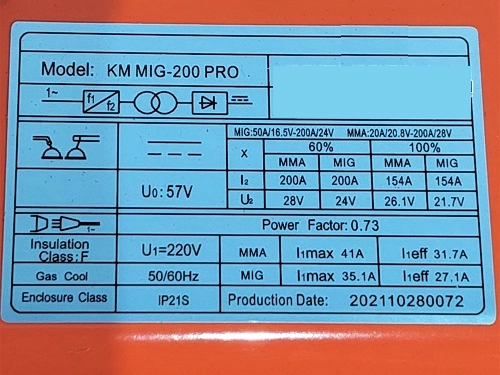 Model: KM MIG-200 PRO
1~ f1 f2
MIG:50A/16.5V-200A/24V MMA:20A/20.8V-200A/28V
X 60% 100%
MMA MIG MMA MIG
U0: 57V I2 200A 200A 154A 154A
U2 28V 24V 26.1V 21.7V
1~ Power Factor: 0.73
Insulation Class: F U1=220V MMA I1max 41A I1eff 31.7A
Gas Cool 50/60Hz MIG I1max 35.1A I1eff 27.1A
Enclosure Class IP21S Production Date: 202110280072